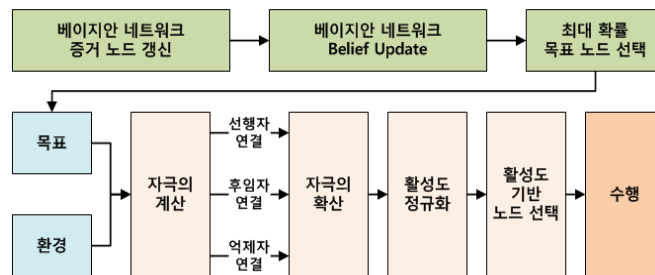 베이지안 네트워크
증거 노드 갱신
베이지안 네트워크
Belief Update
최대 확률
목표 노드 선택
목표
환경
자극의
계산
선행자
연결
후임자
연결
억제자
연결
자극의
확산
활성도
정규화
활성도
기반
노드 선택
수행